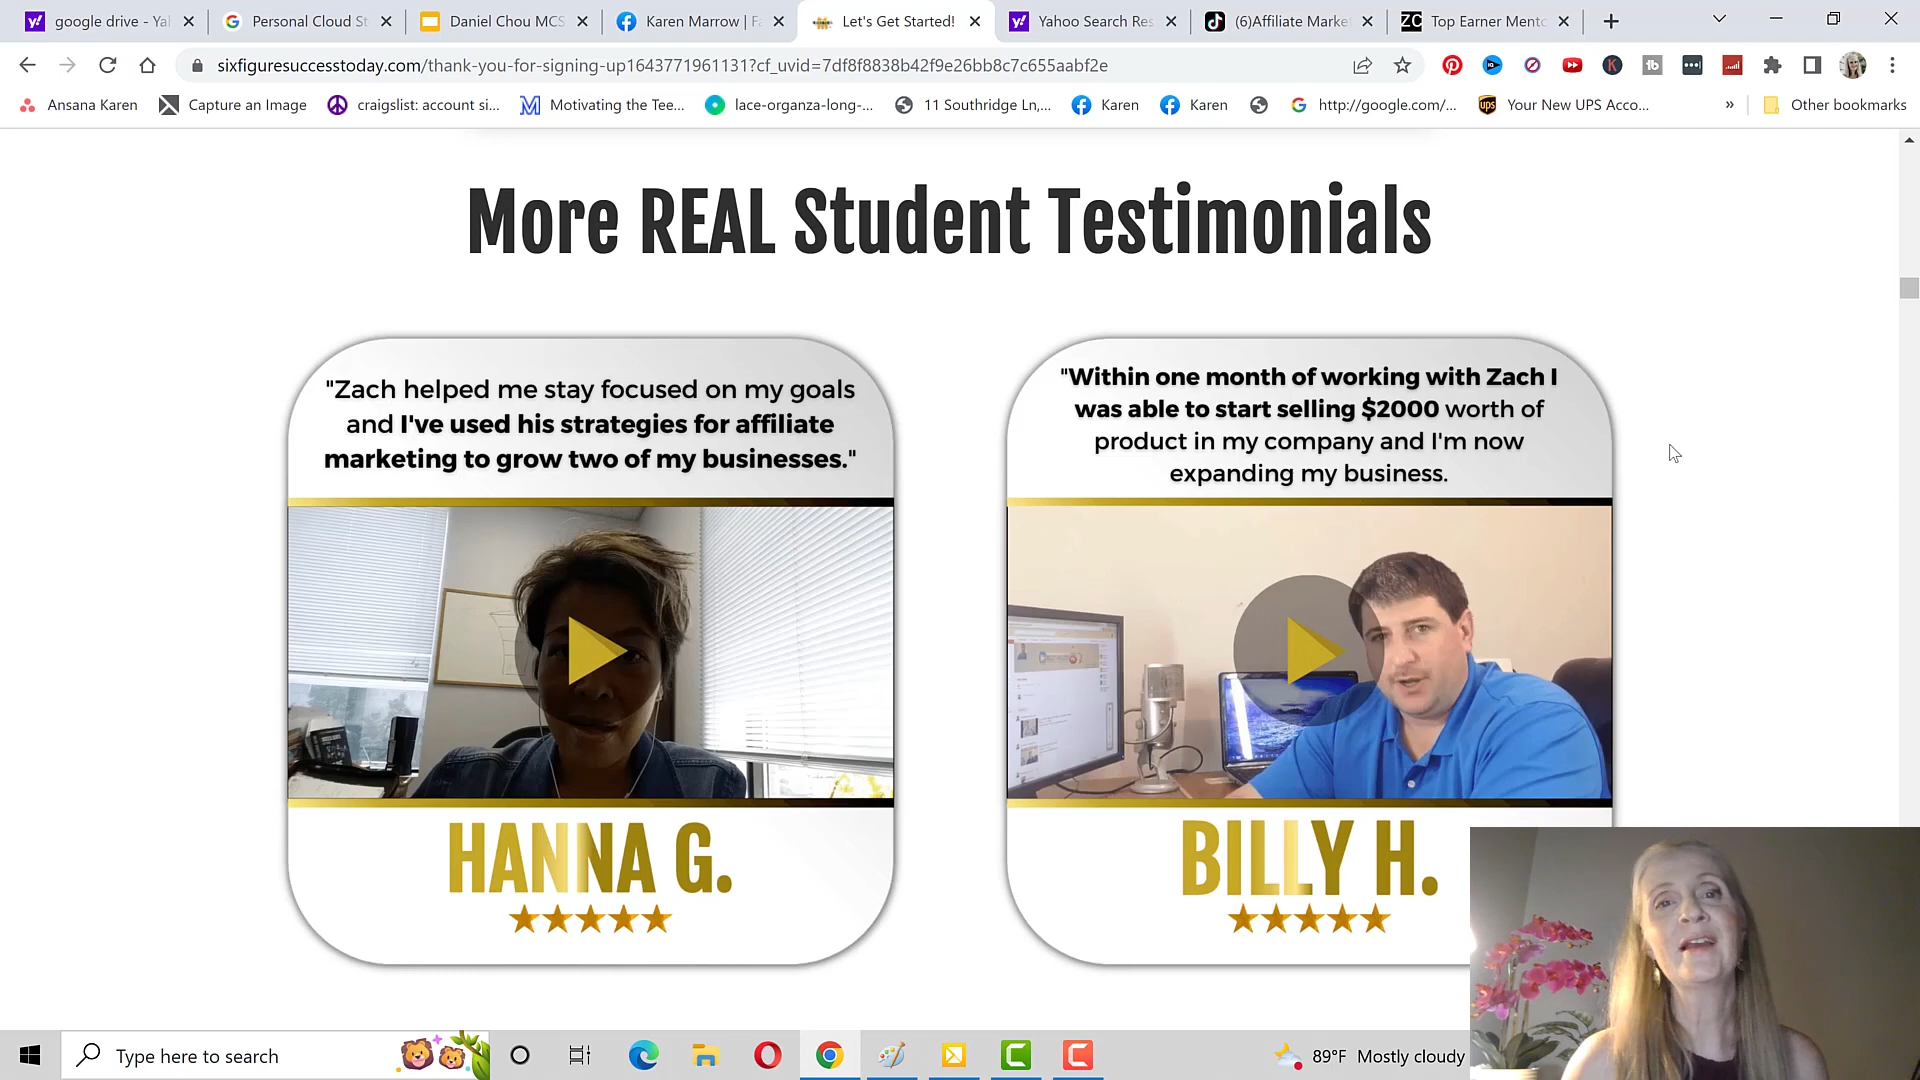 google drive - Ya
Personal Cloud St
Daniel Chou MCS
Karen Marrow | Fa
Let's Get Started!
Yahoo Search Res
(6)Affiliate Marke
Top Earner Mento
sixfiguresuccesstoday.com/thank-you-for-signing-up1643771961131?cf_uvid=7df8f8838b42f9e26bb8c7c655aabf2e
Ansana Karen
Capture an Image
craigslist: account si...
Motivating the Tee...
lace-organza-long-...
11 Southridge Ln,...
Karen
Karen
http://google.com/...
Your New UPS Acco...
»
Other bookmarks
More REAL Student Testimonials
"Zach helped me stay focused on my goals
and I've used his strategies for affiliate
marketing to grow two of my businesses."
HANNA G.
"Within one month of working with Zach I
was able to start selling $2000 worth of
product in my company and I'm now
expanding my business.
BILLY H.
Type here to search
89°F Mostly cloudy